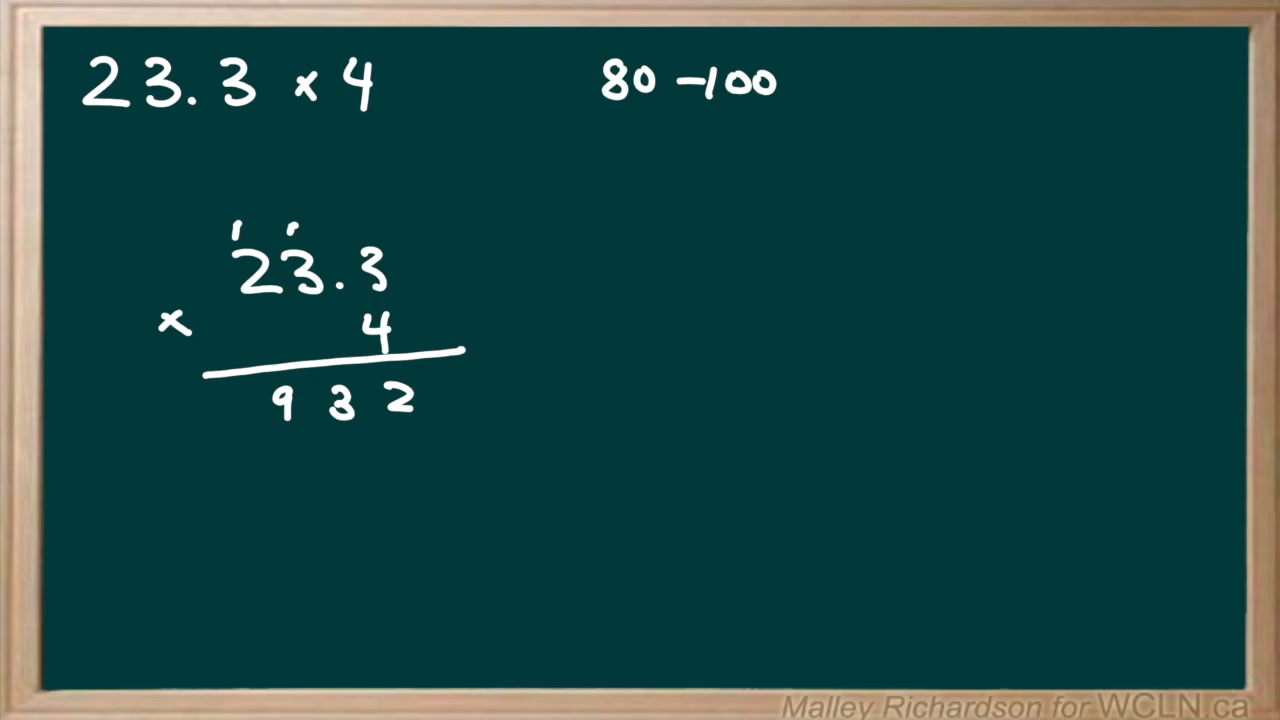 23.3 × 4 80 - 100
1 1
23.3
× 4
9 3 2
Malley Richardson for WCLN.ca